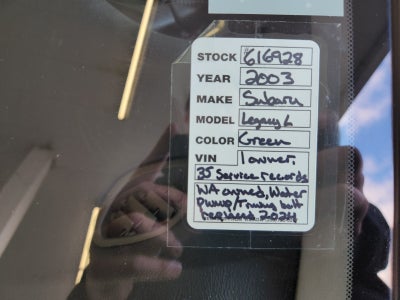 STOCK #616928
YEAR 2003
MAKE Subaru
MODEL Legacy L
COLOR Green
VIN 1 owner,
35 Service records
WA owned, Water
pump/Timing belt
replaced 2024